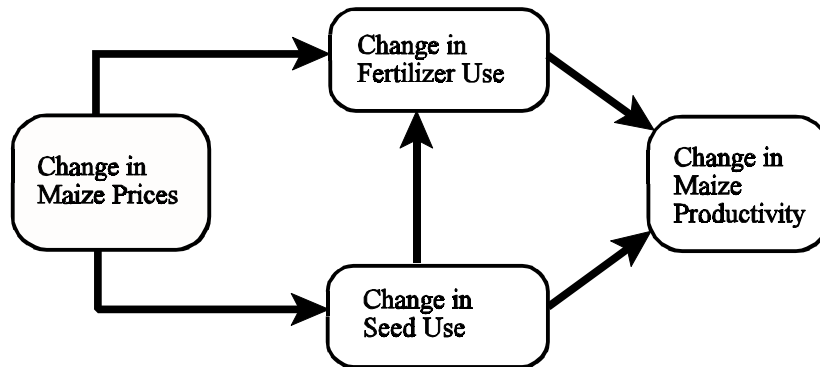 Change in
Fertilizer Use
Change in
Maize Prices
Change in
Maize
Productivity
Change in
Seed Use